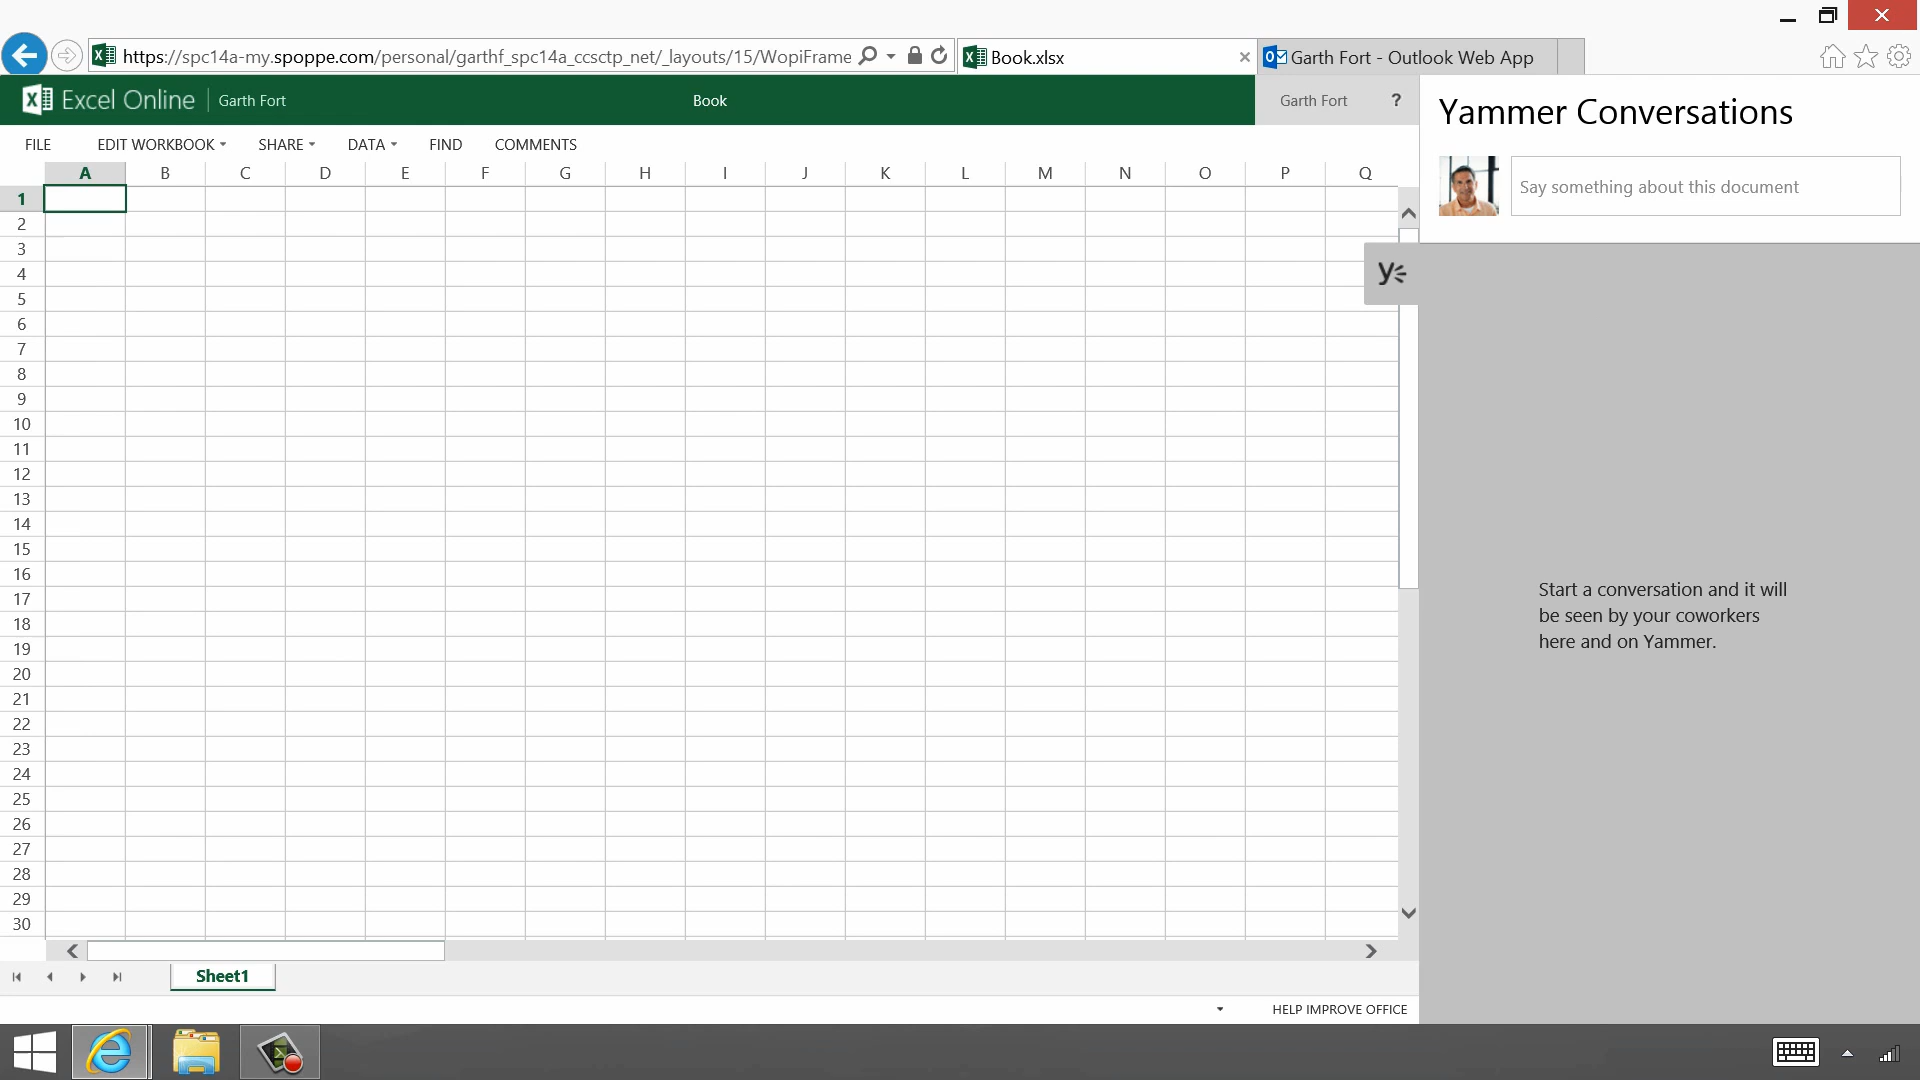 https://spc14a-my.spoppe.com/personal/garthf_spc14a_ccsctp_net/_layouts/15/WopiFrame
Book.xlsx
Garth Fort - Outlook Web App
Excel Online
Garth Fort
Book
Garth Fort
?
FILE
EDIT WORKBOOK
SHARE
DATA
FIND
COMMENTS
A B C D E F G H I J K L M N O P Q
1
2
3
4
5
6
7
8
9
10
11
12
13
14
15
16
17
18
19
20
21
22
23
24
25
26
27
28
29
30
Sheet1
HELP IMPROVE OFFICE
Yammer Conversations
Say something about this document
Start a conversation and it will
be seen by your coworkers
here and on Yammer.